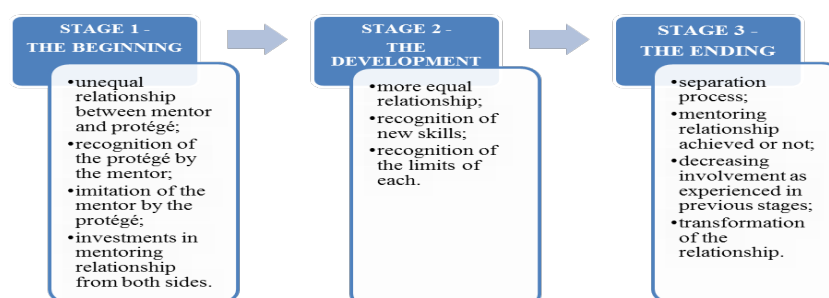 STAGE 1 -
THE BEGINNING
•unequal
relationship
between mentor
and protégé;
•recognition of
the protégé by the
mentor;
•imitation of the
mentor by the
protégé;
•investments in
mentoring
relationship
from both sides.
STAGE 2 -
THE
DEVELOPMENT
•more equal
relationship;
•recognition of
new skills;
•recognition of
the limits of
each.
STAGE 3 -
THE ENDING
•separation
process;
•mentoring
relationship
achieved or not;
•decreasing
involvement as
experienced in
previous stages;
•transformation
of the
relationship.